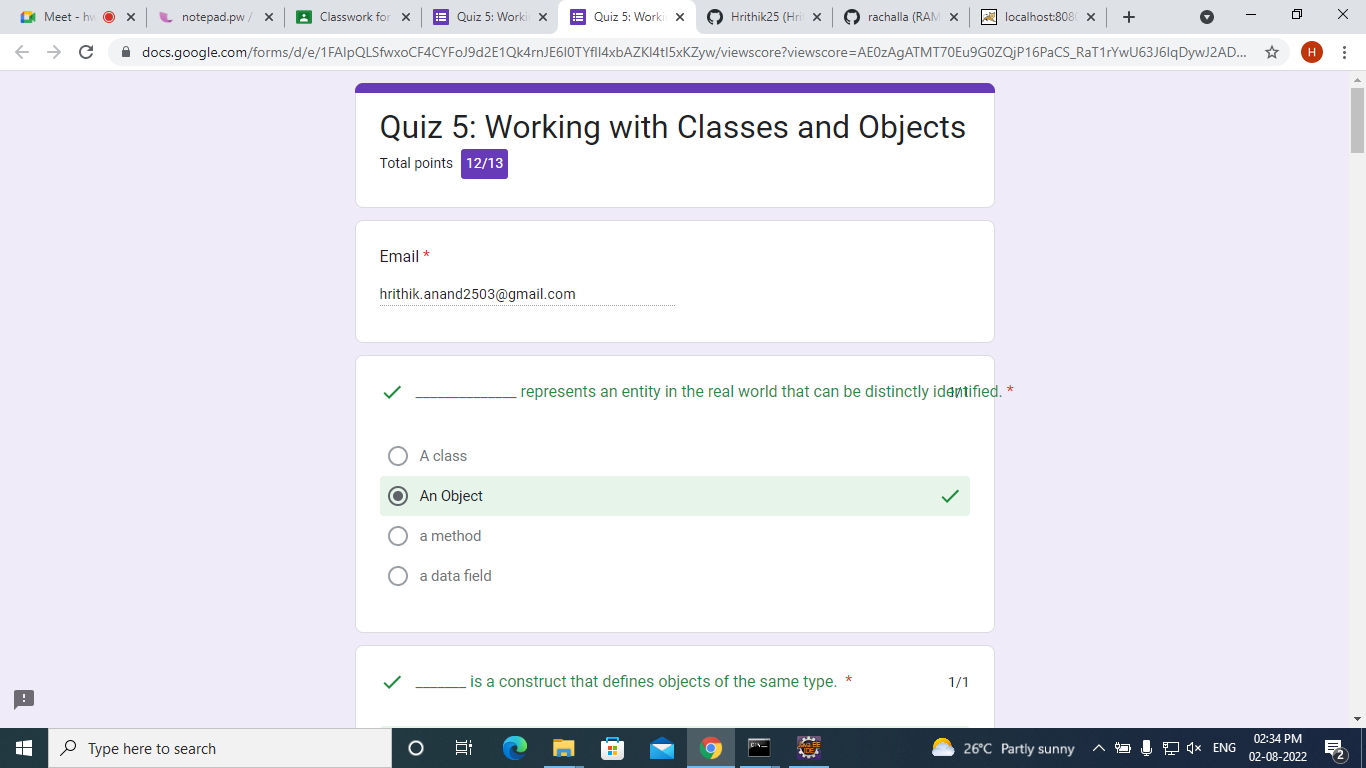 Meet - hw
notepad.pw /
Classwork for
Quiz 5: Worki
Quiz 5: Worki
Hrithik25 (Hri
rachalla (RAM
localhost:808
docs.google.com/forms/d/e/1FAIpQLSfwxoCF4CYFoJ9d2E1Qk4rnJE6I0TYfIl4xbAZKl4tI5xKZyw/viewscore?viewscore=AE0zAgATMT70Eu9G0ZQjP16PaCS_RaT1rYwU63J6IqDywJ2AD...
H
Quiz 5: Working with Classes and Objects
Total points 12/13
Email *
hrithik.anand2503@gmail.com
______________ represents an entity in the real world that can be distinctly identified. * 1/1
A class
An Object
a method
a data field
_______ is a construct that defines objects of the same type. * 1/1
Type here to search
26°C Partly sunny
ENG
02:34 PM
02-08-2022
2